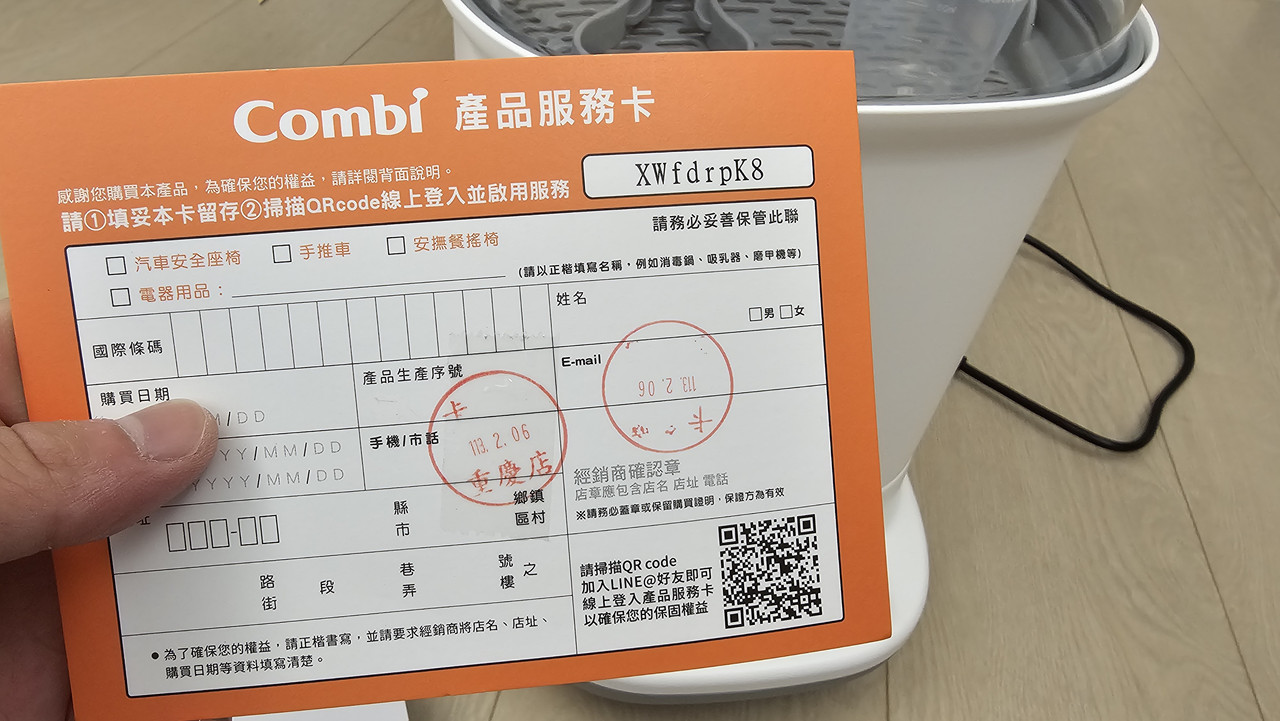 Combi 產品服務卡
感謝您購買本產品，為確保您的權益，請詳閱背面說明。
XWfdrpK8
請①填妥本卡留存②掃描QRcode線上登入並啟用服務
請務必妥善保管此聯
□ 汽車安全座椅 □ 手推車 □ 安撫餐搖椅
□ 電器用品：
(請以正楷填寫名稱，例如消毒鍋、吸乳器、磨甲機等)
國際條碼
姓名
□男 □女
購買日期
產品生產序號
E-mail
M/DD
YY/MM/DD
YYYY/MM/DD
手機/市話
卡
113.2.06
重慶店
113.2.06
卡
經銷商確認章
店章應包含店名 店址 電話
※請務必蓋章或保留購買證明，保證方為有效
址 □□□-□□
縣
市
鄉鎮
區村
路
街
段
巷
弄
號
樓
之
請掃描QR code
加入LINE@好友即可
線上登入產品服務卡
以確保您的保固權益
● 為了確保您的權益，請正楷書寫，並請要求經銷商將店名、店址、
購買日期等資料填寫清楚。